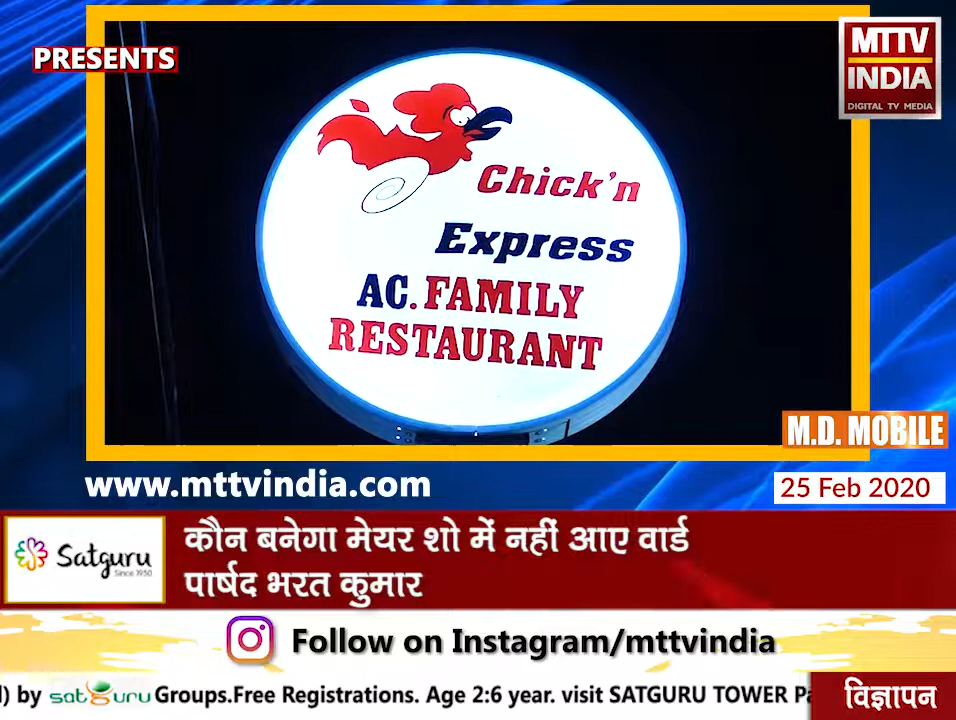 PRESENTS
MTTV
INDIA
DIGITAL TV MEDIA
Chick'n
Express
AC. FAMILY
RESTAURANT
M.D. MOBILE
www.mttvindia.com
25 Feb 2020
Satguru
Since 1950
कौन बनेगा मेयर शो में नहीं आए वार्ड
पार्षद भरत कुमार
Follow on Instagram/mttvindia
) by satguru Groups.Free Registrations. Age 2:6 year. visit SATGURU TOWER
विज्ञापन